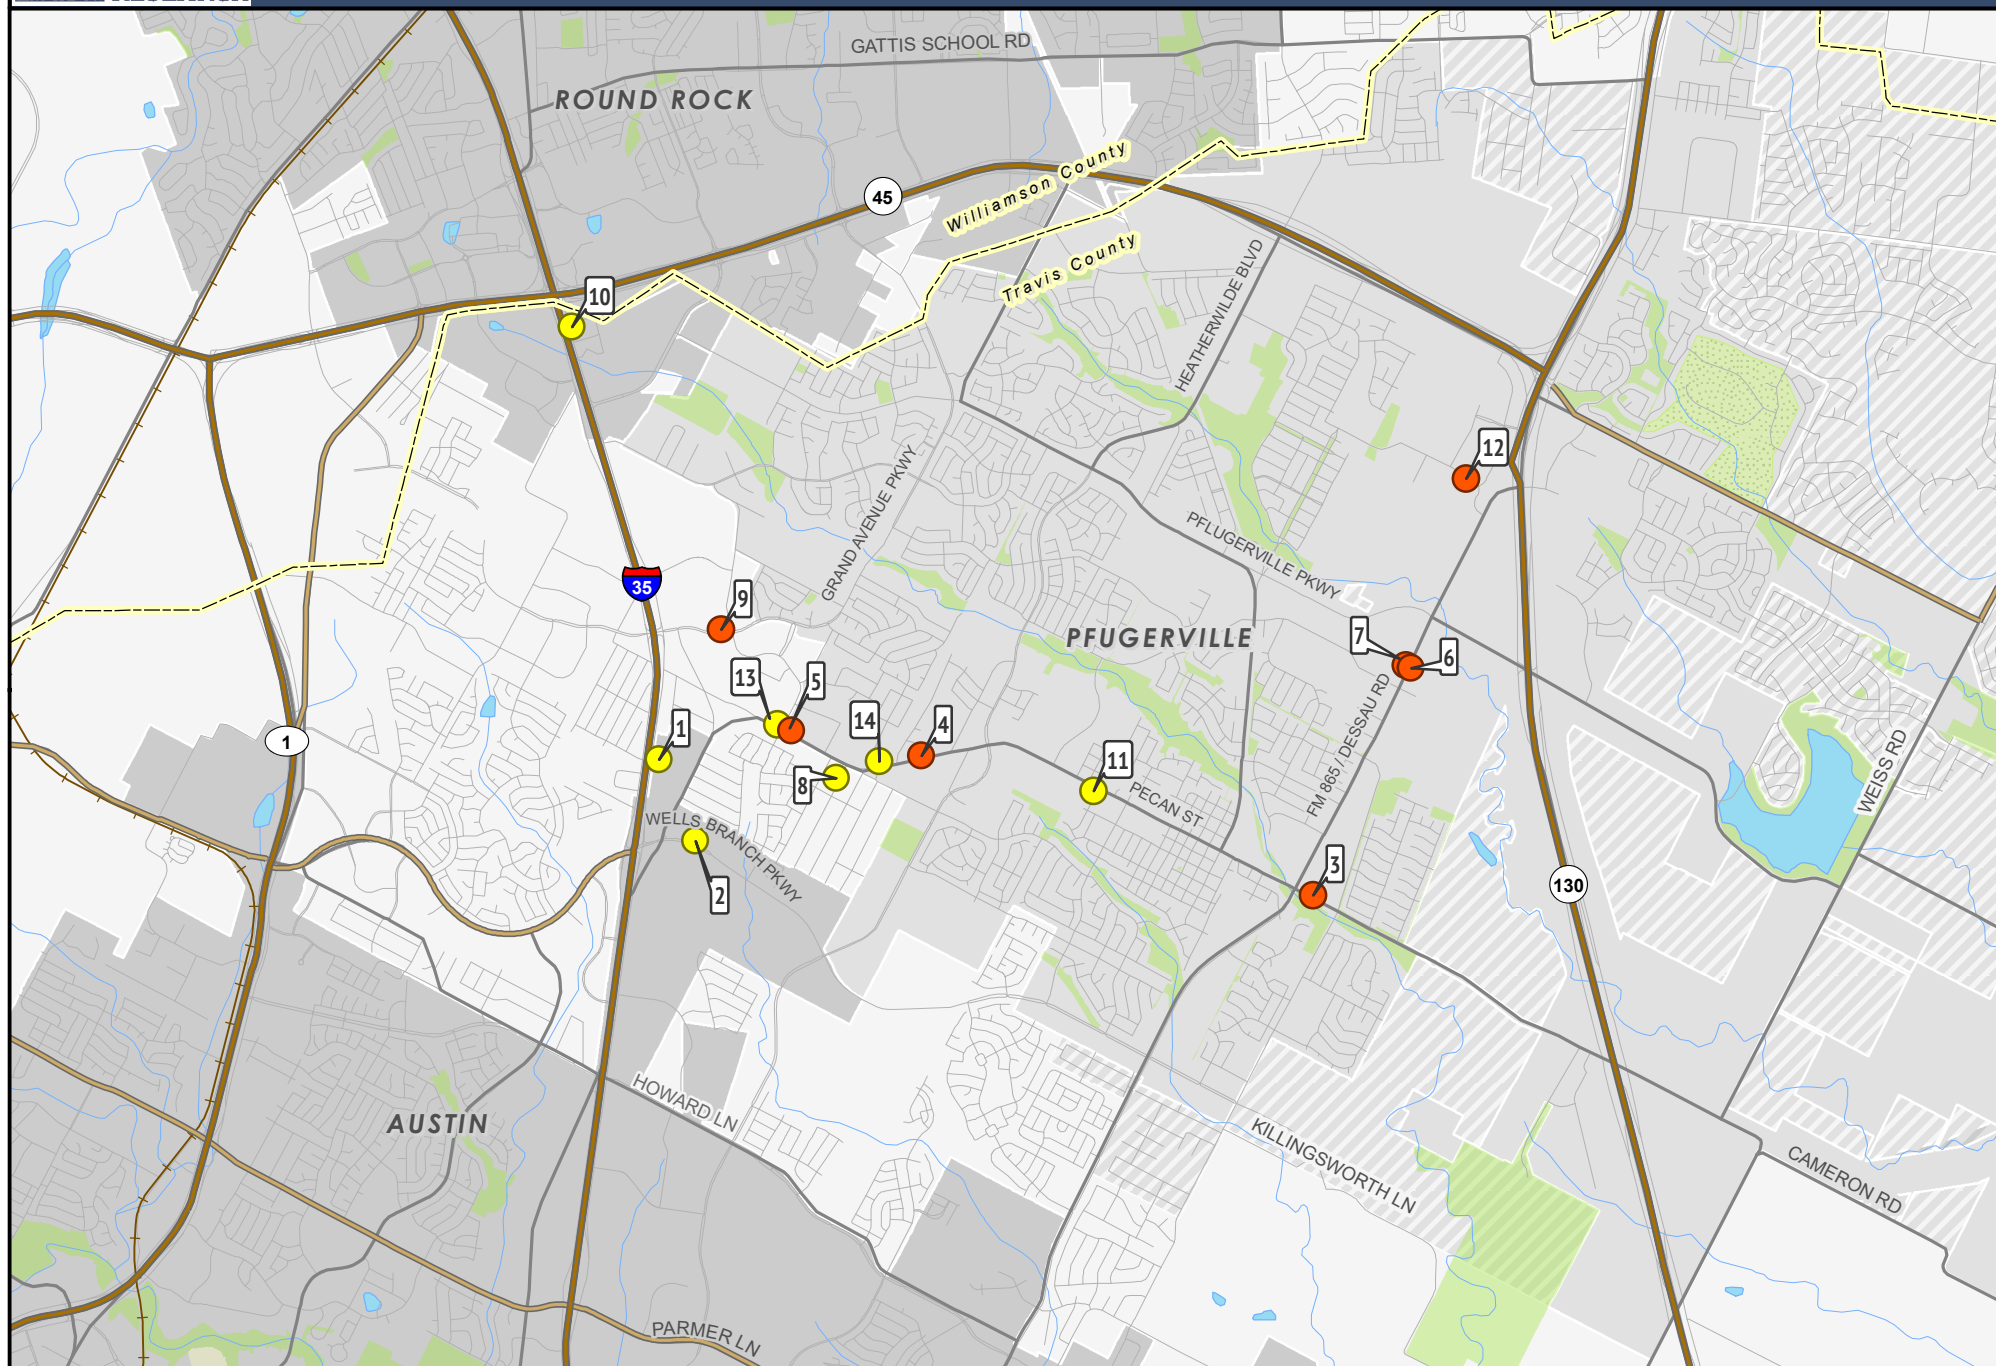 GATTIS SCHOOL RD
ROUND ROCK
45
Williamson County
Travis County
HEATHERWILDE BLVD
10
12
GRAND AVENUE PKWY
PFLUGERVILLE PKWY
35
9
PFUGERVILLE
7
6
13
5
FM 865 / DESSAU RD
1
1
14
4
11
8
PECAN ST
WEISS RD
WELLS BRANCH PKWY
2
3
130
HOWARD LN
AUSTIN
KILLINGSWORTH LN
CAMERON RD
PARMER LN